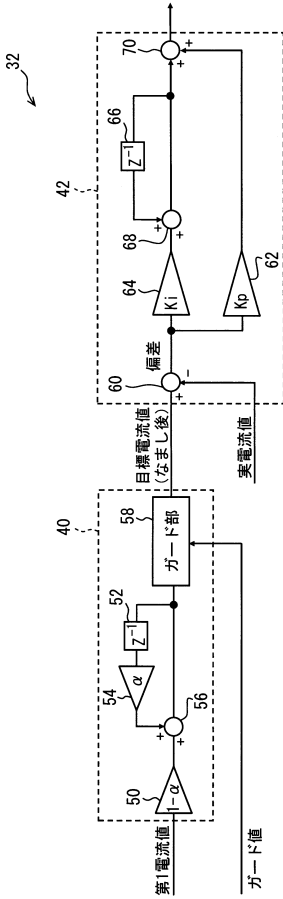 32
40
42
第1電流値
50
1-α
54
α
52
Z⁻¹
56
58
ガード部
ガード値
目標電流値
(なまし後)
実電流値
60
+
-
偏差
64
Ki
62
Kp
66
Z⁻¹
68
+
+
70
+
+
+
+